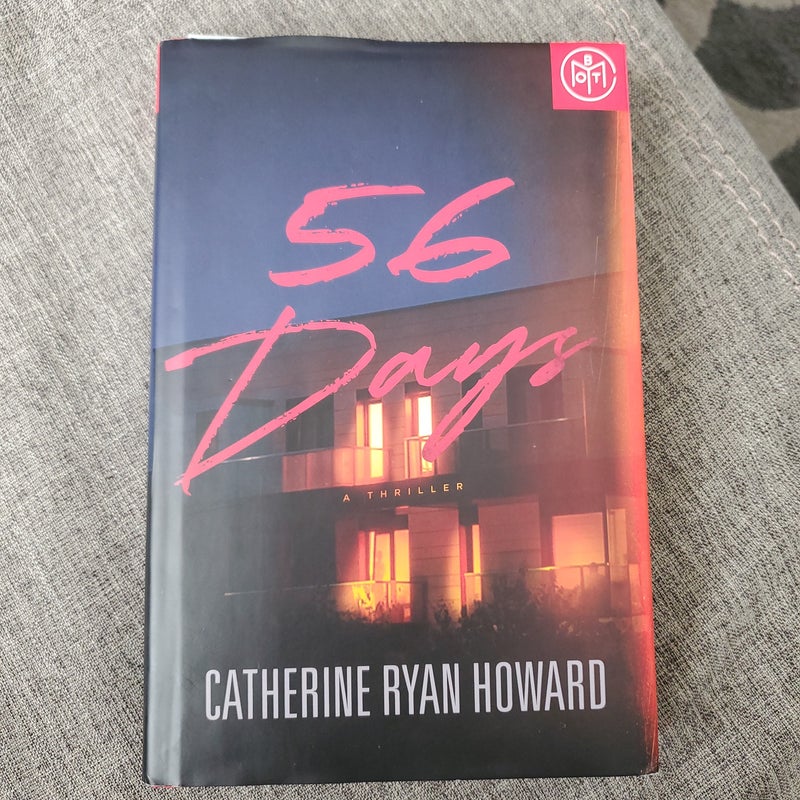 BOTM
56
Days
A THRILLER
CATHERINE RYAN HOWARD